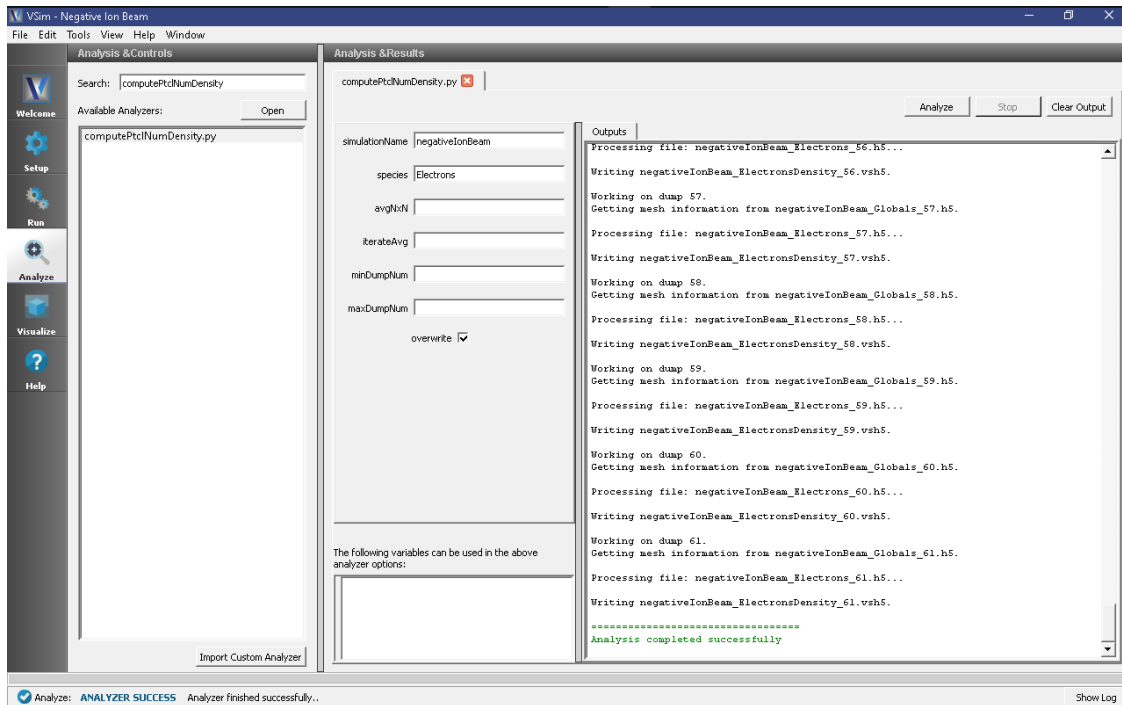 VSim - Negative Ion Beam
File Edit Tools View Help Window
Analysis &Controls
Analysis &Results
Welcome
Setup
Run
Analyze
Visualize
Help
Search: computePtclNumDensity
Available Analyzers: Open
computePtclNumDensity.py
Import Custom Analyzer
computePtclNumDensity.py
Analyze Stop Clear Output
simulationName negativeIonBeam
species Electrons
avgNxN
iterateAvg
minDumpNum
maxDumpNum
overwrite
The following variables can be used in the above
analyzer options:
Outputs
Processing file: negativeIonBeam_Electrons_56.h5...
Writing negativeIonBeam_ElectronsDensity_56.vsh5.
Working on dump 57.
Getting mesh information from negativeIonBeam_Globals_57.h5.
Processing file: negativeIonBeam_Electrons_57.h5...
Writing negativeIonBeam_ElectronsDensity_57.vsh5.
Working on dump 58.
Getting mesh information from negativeIonBeam_Globals_58.h5.
Processing file: negativeIonBeam_Electrons_58.h5...
Writing negativeIonBeam_ElectronsDensity_58.vsh5.
Working on dump 59.
Getting mesh information from negativeIonBeam_Globals_59.h5.
Processing file: negativeIonBeam_Electrons_59.h5...
Writing negativeIonBeam_ElectronsDensity_59.vsh5.
Working on dump 60.
Getting mesh information from negativeIonBeam_Globals_60.h5.
Processing file: negativeIonBeam_Electrons_60.h5...
Writing negativeIonBeam_ElectronsDensity_60.vsh5.
Working on dump 61.
Getting mesh information from negativeIonBeam_Globals_61.h5.
Processing file: negativeIonBeam_Electrons_61.h5...
Writing negativeIonBeam_ElectronsDensity_61.vsh5.
==================================
Analysis completed successfully
Analyze: ANALYZER SUCCESS Analyzer finished successfully..
Show Log